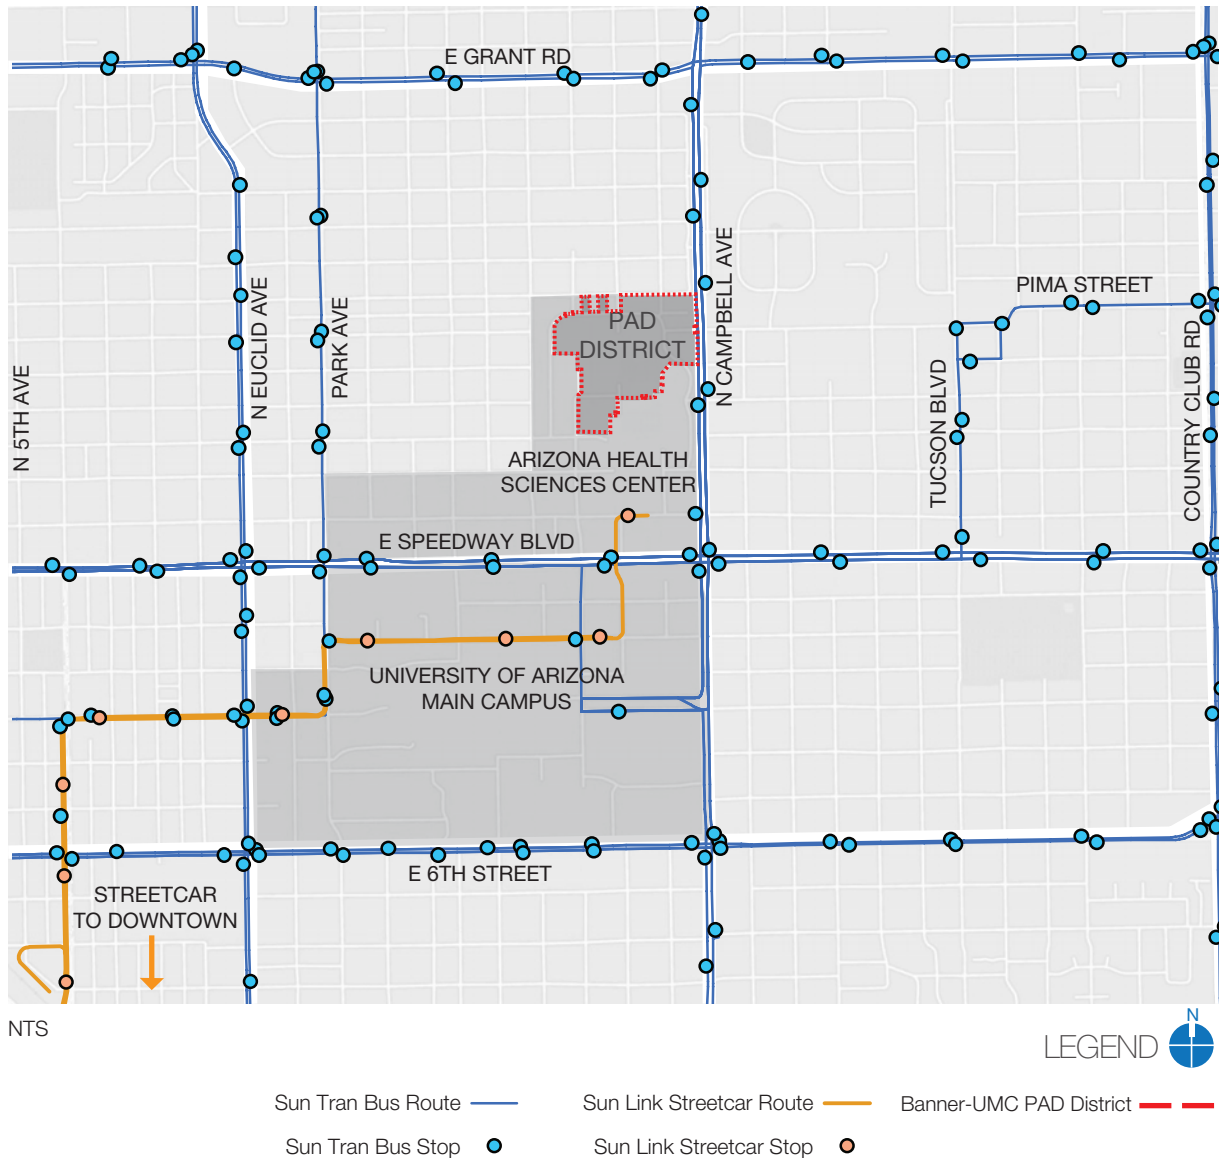 E GRANT RD
PIMA STREET
N CAMPBELL AVE
N EUCLID AVE
PARK AVE
PAD
DISTRICT
N 5TH AVE
TUCSON BLVD
COUNTRY CLUB RD
ARIZONA HEALTH
SCIENCES CENTER
E SPEEDWAY BLVD
UNIVERSITY OF ARIZONA
MAIN CAMPUS
E 6TH STREET
STREETCAR
TO DOWNTOWN
NTS
N
LEGEND
Sun Tran Bus Route
Sun Link Streetcar Route
Banner-UMC PAD District
Sun Tran Bus Stop
Sun Link Streetcar Stop